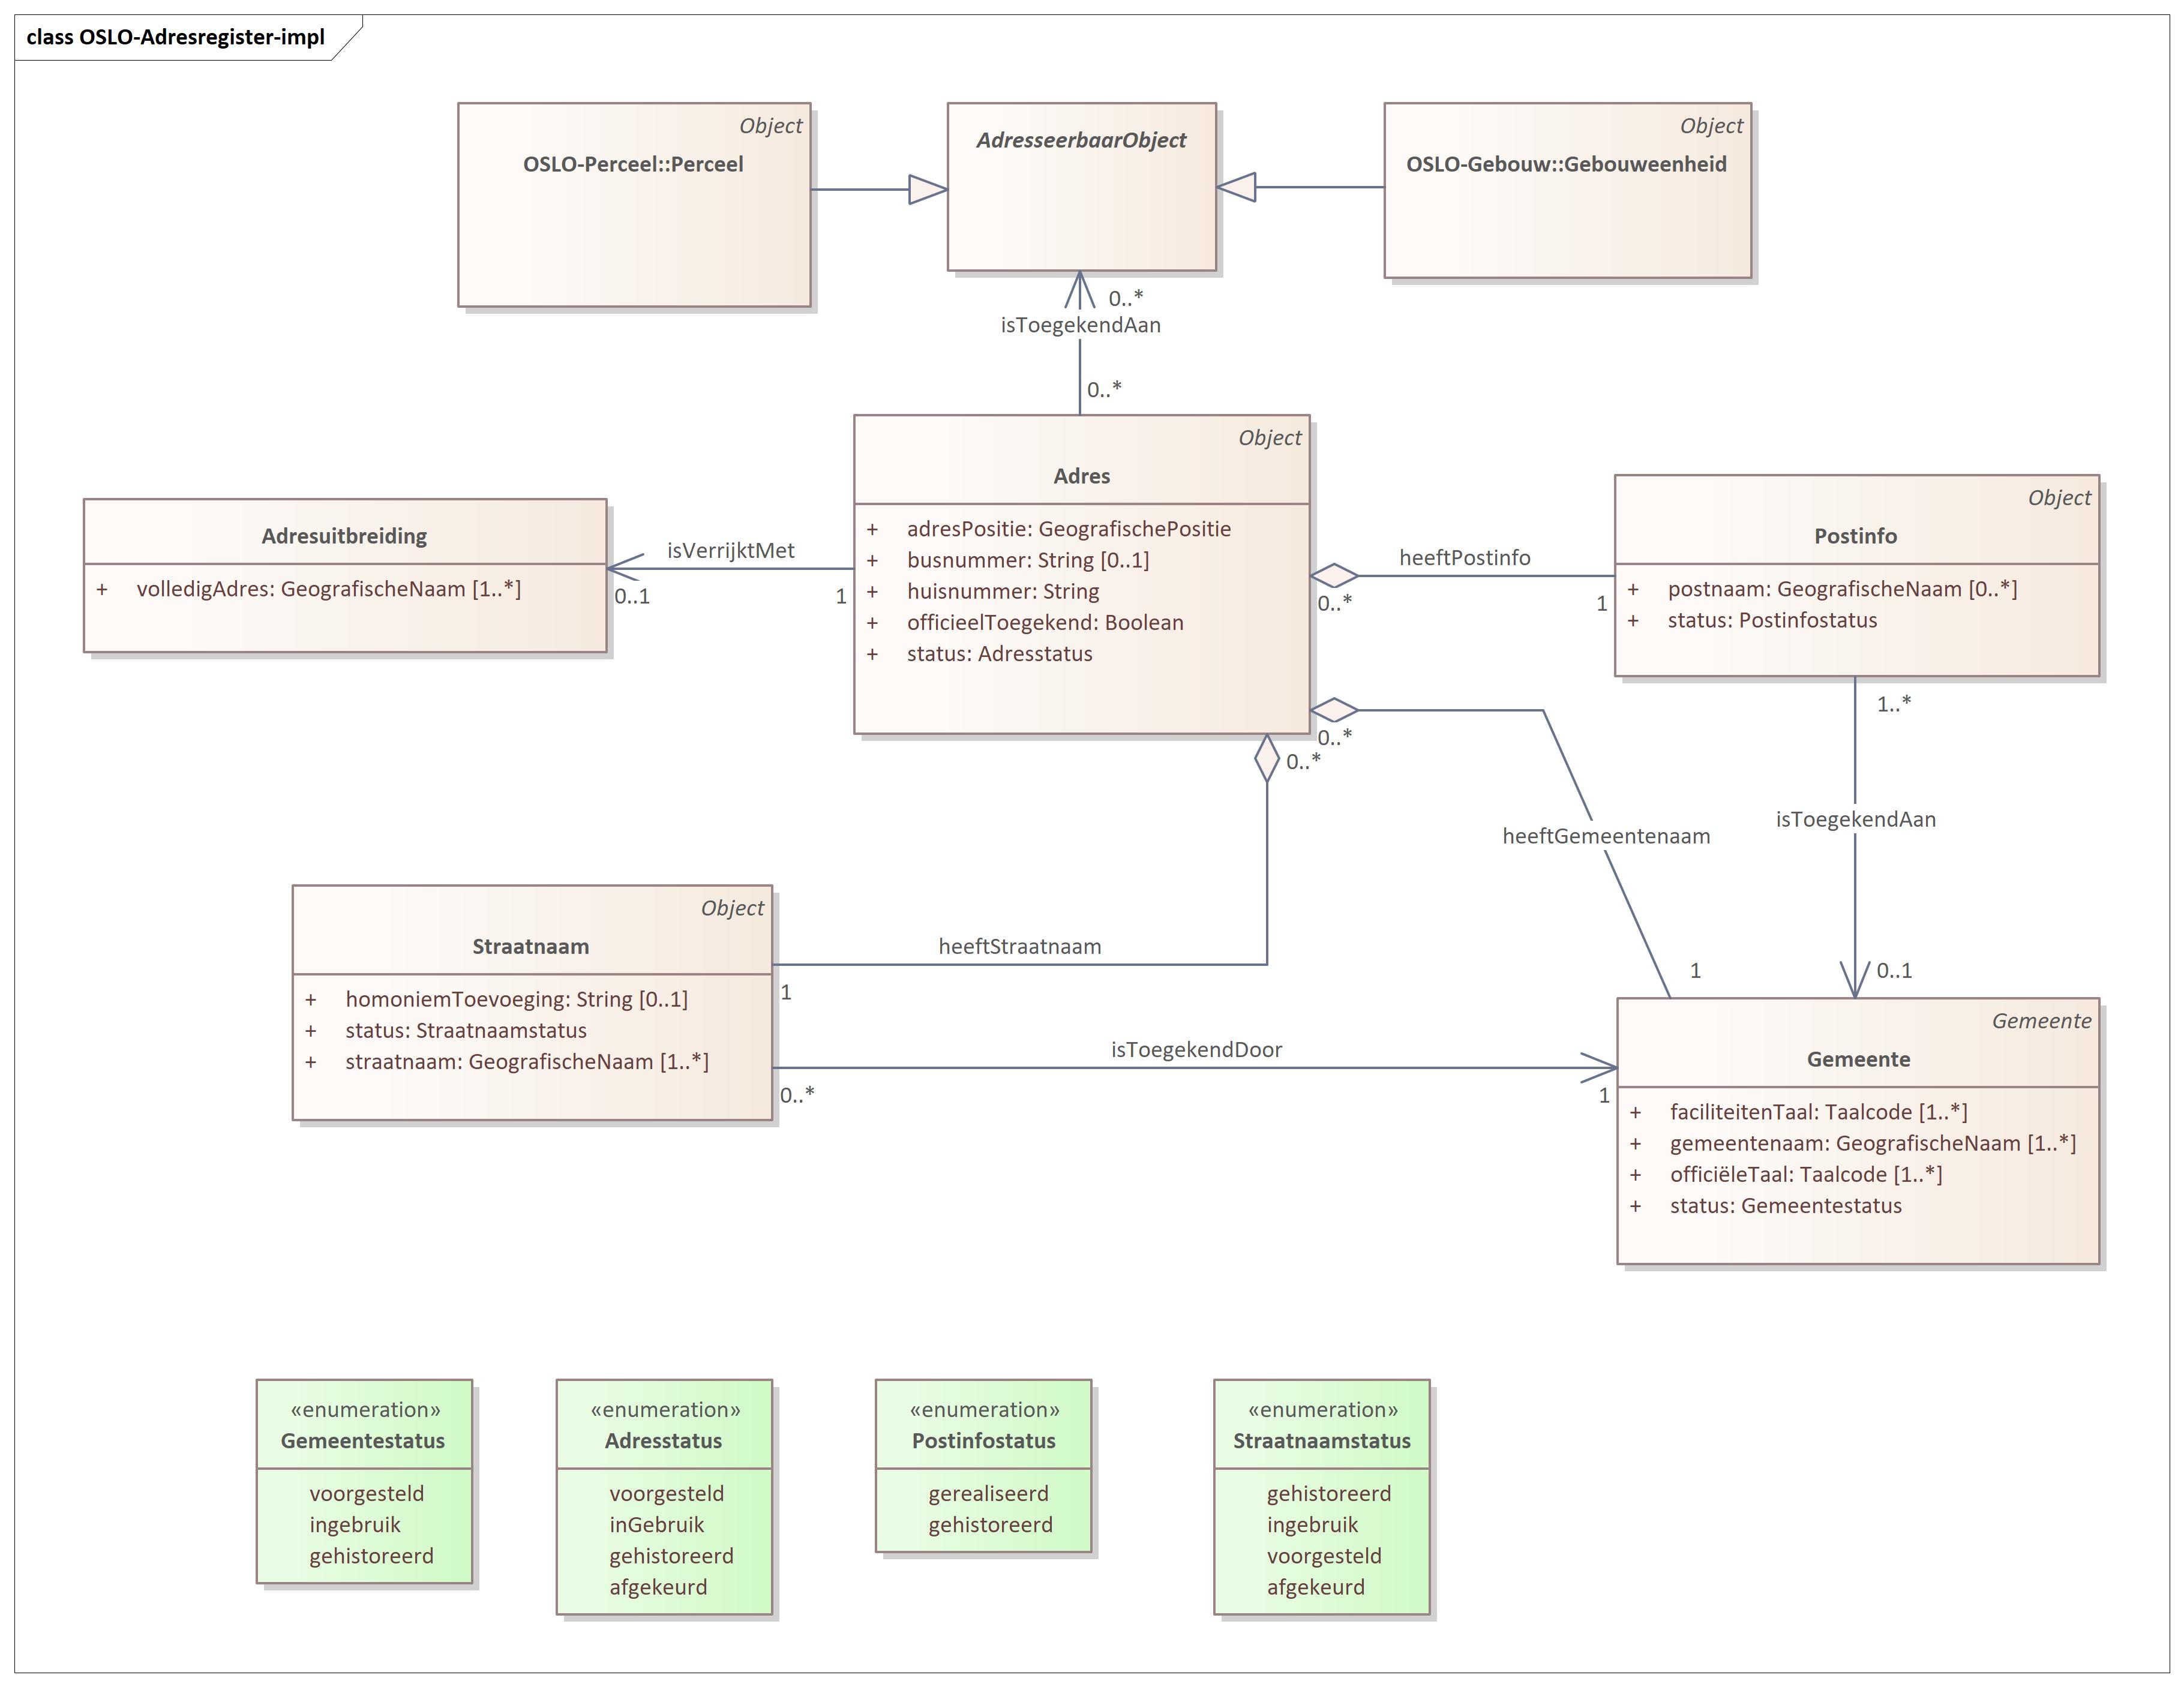 class OSLO-Adresregister-impl
Object
OSLO-Perceel::Perceel
AdresseerbaarObject
Object
OSLO-Gebouw::Gebouweenheid
0..*
isToegekendAan
0..*
Object
Adres
+ adresPositie: GeografischePositie
+ busnummer: String [0..1]
+ huisnummer: String
+ officieelToegekend: Boolean
+ status: Adresstatus
Adresuitbreiding
+ volledigAdres: GeografischeNaam [1..*]
isVerrijktMet
0..1
1
heeftPostinfo
0..*
1
Object
Postinfo
+ postnaam: GeografischeNaam [0..*]
+ status: Postinfostatus
1..*
isToegekendAan
0..1
0..*
heeftGemeentenaam
1
0..*
heeftStraatnaam
1
Object
Straatnaam
+ homoniemToevoeging: String [0..1]
+ status: Straatnaamstatus
+ straatnaam: GeografischeNaam [1..*]
isToegekendDoor
0..*
1
Gemeente
Gemeente
+ faciliteitenTaal: Taalcode [1..*]
+ gemeentenaam: GeografischeNaam [1..*]
+ officiëleTaal: Taalcode [1..*]
+ status: Gemeentestatus
«enumeration»
Gemeentestatus
voorgesteld
ingebruik
gehistoreerd
«enumeration»
Adresstatus
voorgesteld
inGebruik
gehistoreerd
afgekeurd
«enumeration»
Postinfostatus
gerealiseerd
gehistoreerd
«enumeration»
Straatnaamstatus
gehistoreerd
ingebruik
voorgesteld
afgekeurd